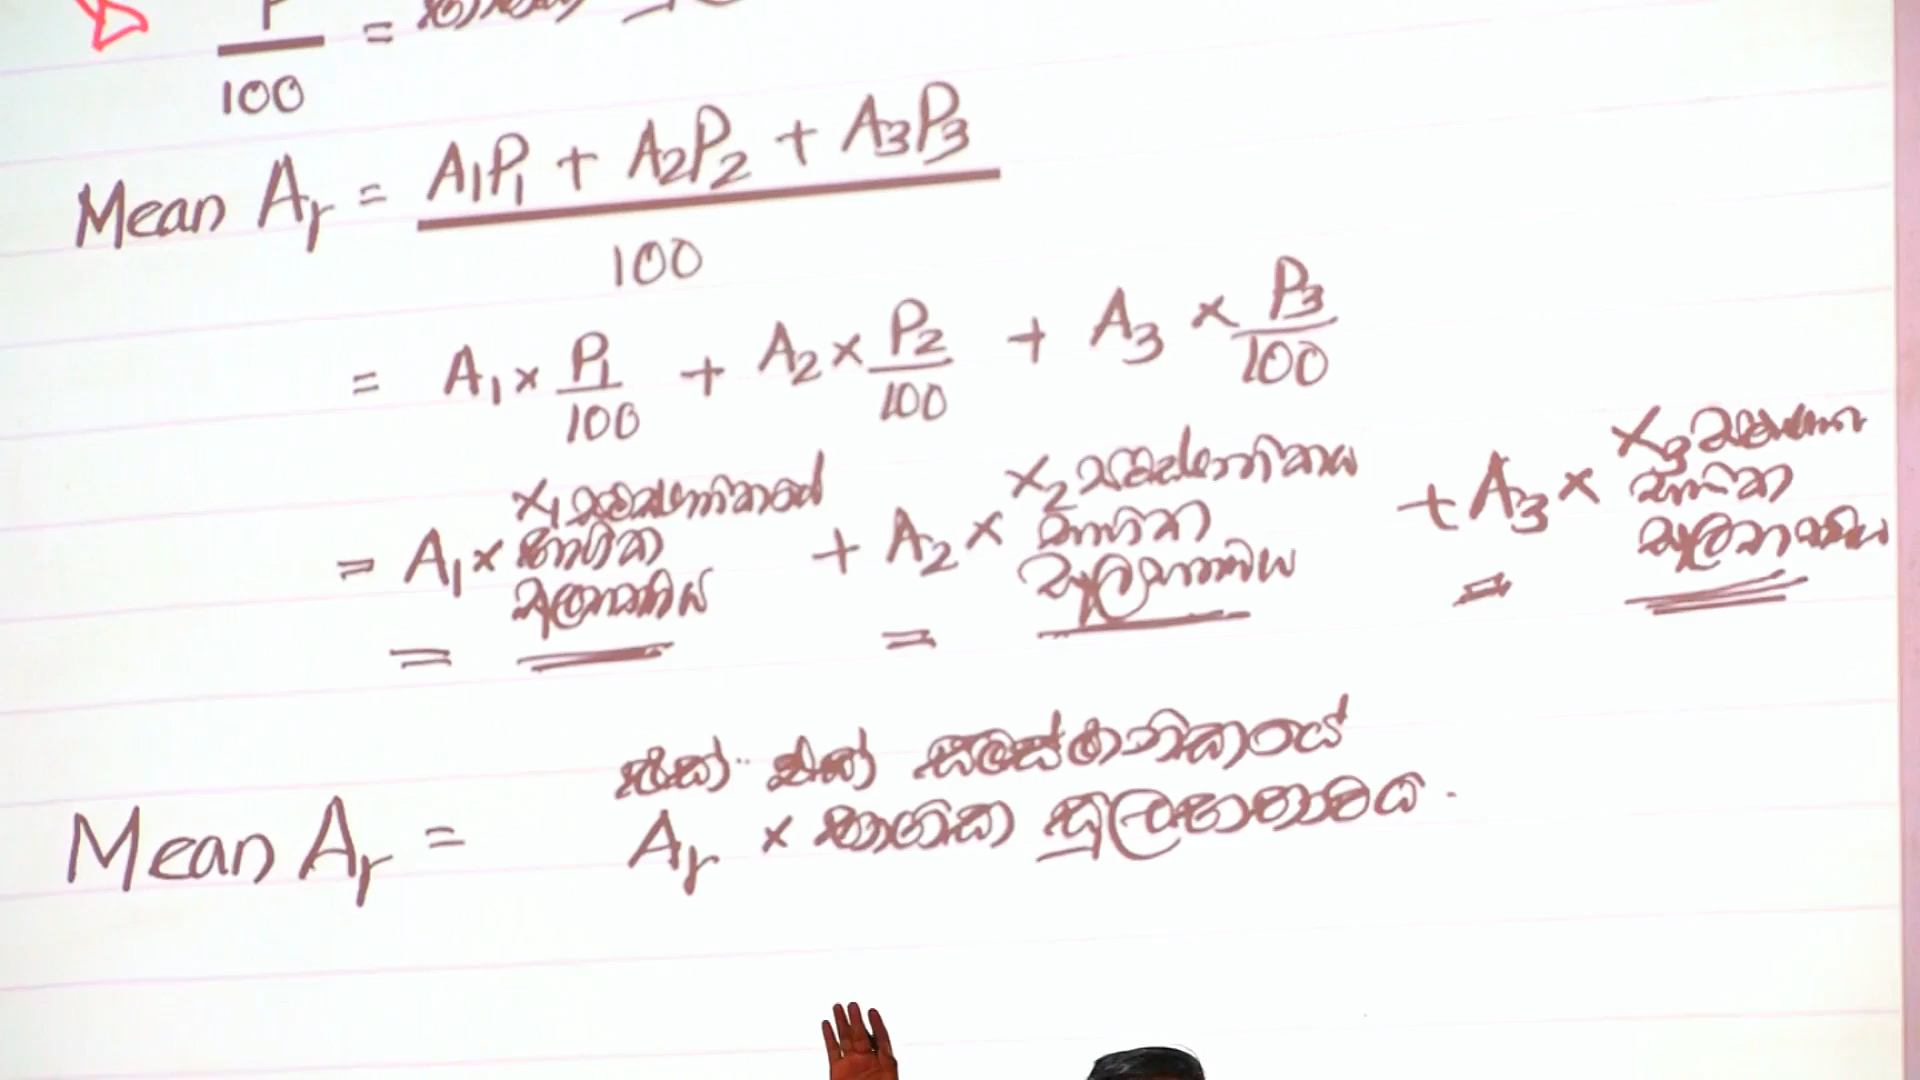 P/100 = භාගික
Mean Ar = (A1P1 + A2P2 + A3P3)/100
= A1 × P1/100 + A2 × P2/100 + A3 × P3/100
= A1 × X1 සමස්ථානිකයේ භාගික සුලභතාවය + A2 × X2 සමස්ථානිකය භාගික සුලභතාවය + A3 × X3 භාගික සුලභතාවය
එක් එක් සමස්ථානිකයේ
Mean Ar = Ar × භාගික සුලභතාවය.